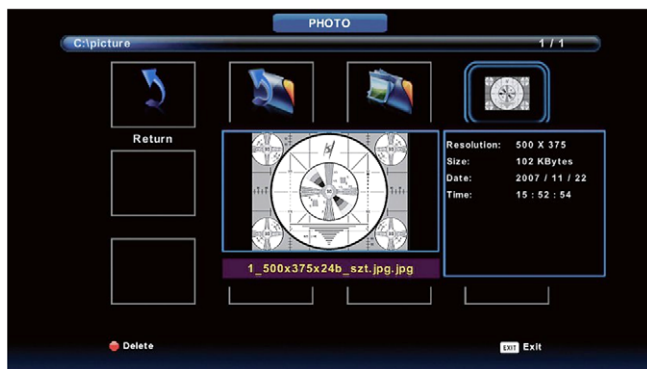 PHOTO
C:\picture
1 / 1
Return
Resolution: 500 X 375
Size: 102 KBytes
Date: 2007 / 11 / 22
Time: 15 : 52 : 54
1_500x375x24b_szt.jpg.jpg
Delete
EXIT Exit